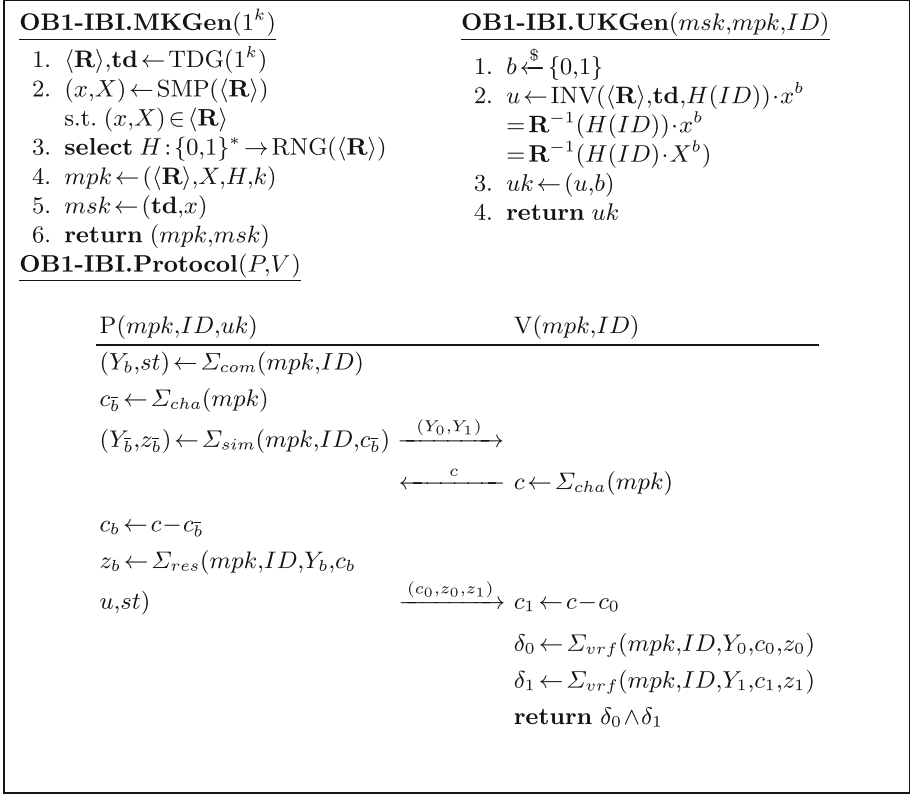 OB1-IBI.MKGen(1^k)
1. ⟨R⟩,td←TDG(1^k)
2. (x,X)←SMP(⟨R⟩)
s.t. (x,X)∈⟨R⟩
3. select H:{0,1}*→RNG(⟨R⟩)
4. mpk←(⟨R⟩,X,H,k)
5. msk←(td,x)
6. return (mpk,msk)
OB1-IBI.UKGen(msk,mpk,ID)
1. b←$ {0,1}
2. u←INV(⟨R⟩,td,H(ID))·x^b
=R^{-1}(H(ID))·x^b
=R^{-1}(H(ID)·X^b)
3. uk←(u,b)
4. return uk
OB1-IBI.Protocol(P,V)
P(mpk,ID,uk) V(mpk,ID)
(Y_b,st)←Σ_com(mpk,ID)
c_b̄←Σ_cha(mpk)
(Y_b̄,z_b̄)←Σ_sim(mpk,ID,c_b̄) (Y_0,Y_1)→
←c c←Σ_cha(mpk)
c_b←c−c_b̄
z_b←Σ_res(mpk,ID,Y_b,c_b
u,st) (c_0,z_0,z_1)→ c_1←c−c_0
δ_0←Σ_vrf(mpk,ID,Y_0,c_0,z_0)
δ_1←Σ_vrf(mpk,ID,Y_1,c_1,z_1)
return δ_0∧δ_1